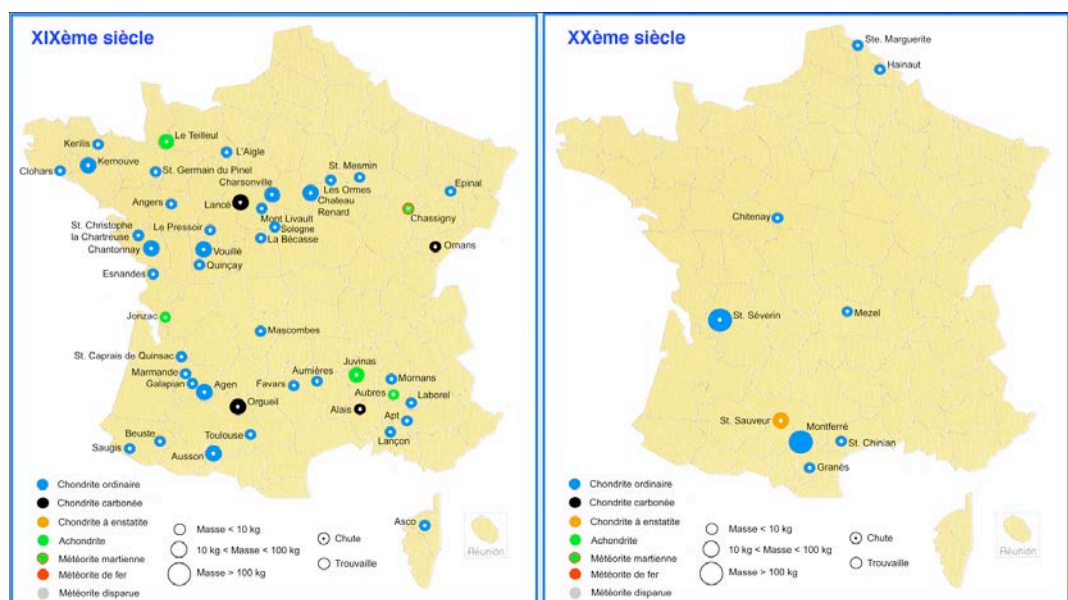 XIXème siècle
Le Teilleul
Kerilis
L'Aigle
Kernouve
St. Mesmin
Clohars
St. Germain du Pinel
Charsonville
Les Ormes
Epinal
Angers
Lancé
Chateau
Renard
Mont Livault
Chassigny
St. Christophe
la Chartreuse
Le Pressoir
Sologne
La Bécasse
Chantonnay
Vouillé
Ornans
Quinçay
Esnandes
Jonzac
Mascombes
St. Caprais de Quinsac
Juvinas
Marmande
Aumières
Mornans
Galapian
Agen
Favars
Aubres
Laborel
Orgueil
Alais
Apt
Beuste
Toulouse
Lançon
Saugis
Ausson
Asco
Réunion
Chondrite ordinaire
Chondrite carbonée
Chondrite à enstatite
Achondrite
Météorite martienne
Météorite de fer
Météorite disparue
Masse < 10 kg
10 kg < Masse < 100 kg
Masse > 100 kg
Chute
Trouvaille
XXème siècle
Ste. Marguerite
Hainaut
Chitenay
St. Séverin
Mezel
St. Sauveur
Montferré
St. Chinian
Granès
Réunion
Chondrite ordinaire
Chondrite carbonée
Chondrite à enstatite
Achondrite
Météorite martienne
Météorite de fer
Météorite disparue
Masse < 10 kg
10 kg < Masse < 100 kg
Masse > 100 kg
Chute
Trouvaille